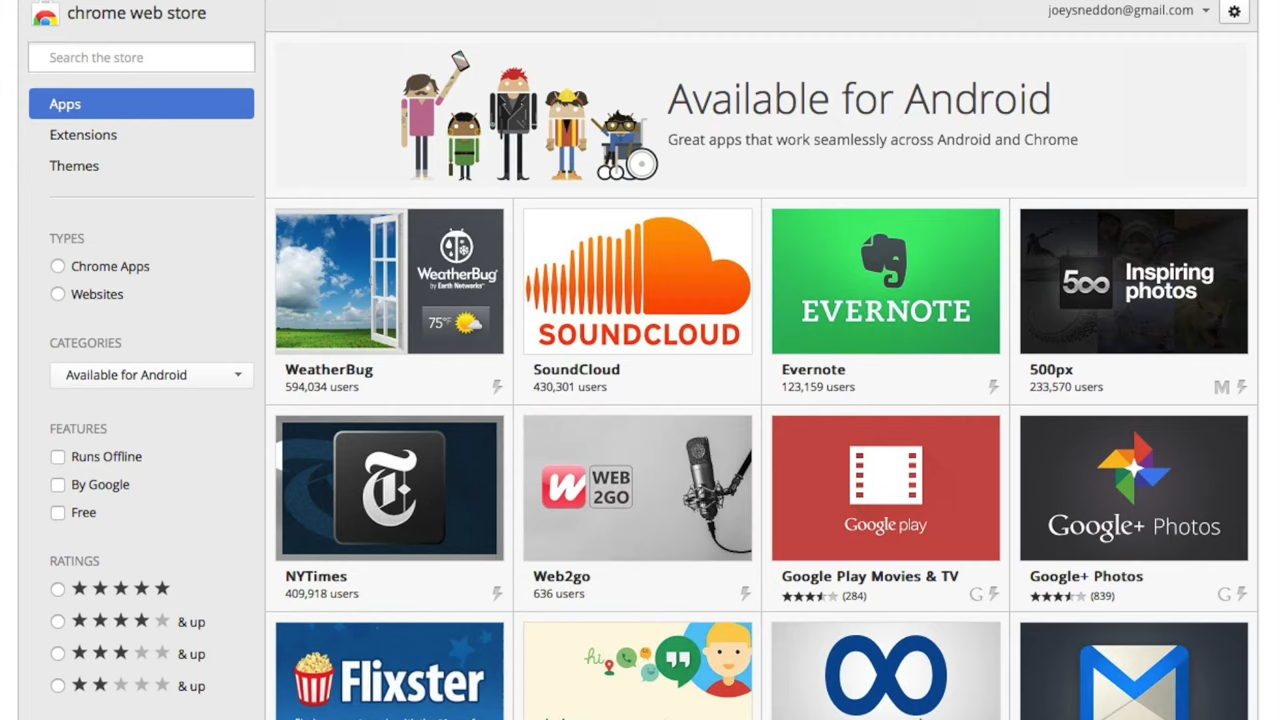 chrome web store
joeysneddon@gmail.com
Search the store
Apps
Extensions
Themes
TYPES
Chrome Apps
Websites
CATEGORIES
Available for Android
FEATURES
Runs Offline
By Google
Free
RATINGS
& up
& up
& up
Available for Android
Great apps that work seamlessly across Android and Chrome
WeatherBug
by Earth Networks
75°F
WeatherBug
594,034 users
SOUNDCLOUD
SoundCloud
430,301 users
EVERNOTE
Evernote
123,159 users
500
Inspiring
photos
500px
233,570 users
M
T
NYTimes
409,918 users
W
WEB
2GO
Web2go
636 users
Google play
Google Play Movies & TV
(284)
G
Google+ Photos
Google+ Photos
(839)
G
Flixster
hi